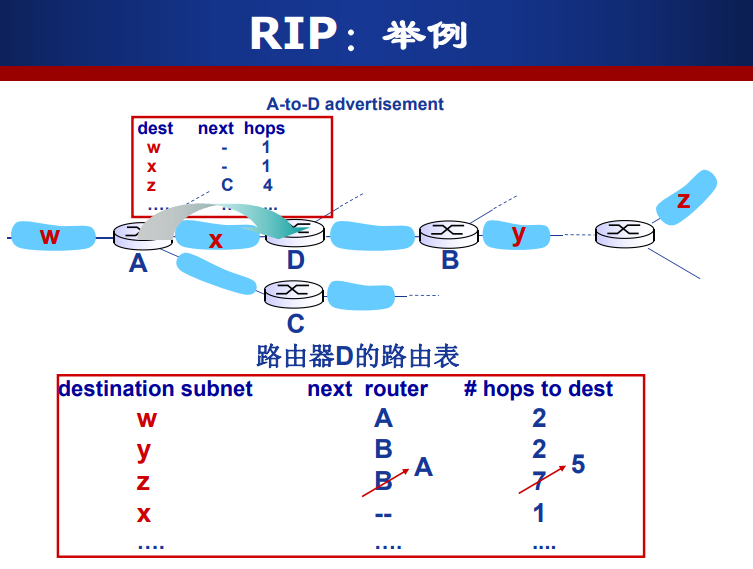 RIP：举例
A-to-D advertisement
dest next hops
w - 1
x - 1
z C 4
…. .. ...
w x y z
A D B
C
路由器D的路由表
destination subnet next router # hops to dest
w A 2
y B 2
z B A 7 5
x -- 1
…. …. ....